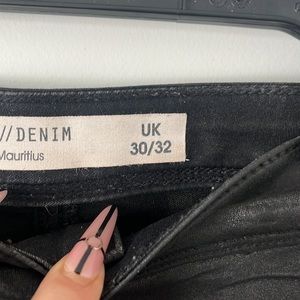 //DENIM
Mauritius
UK
30/32